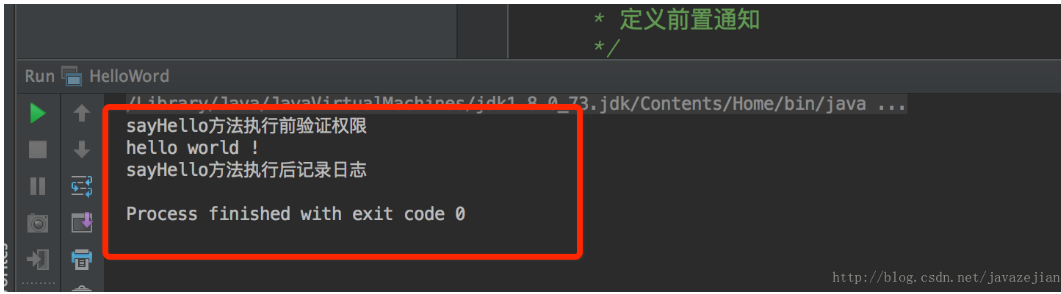 * 定义前置通知
*/
Run HelloWord
/Library/Java/JavaVirtualMachines/jdk1.8.0_73.jdk/Contents/Home/bin/java ...
sayHello方法执行前验证权限
hello world !
sayHello方法执行后记录日志
Process finished with exit code 0
http://blog.csdn.net/javazejian